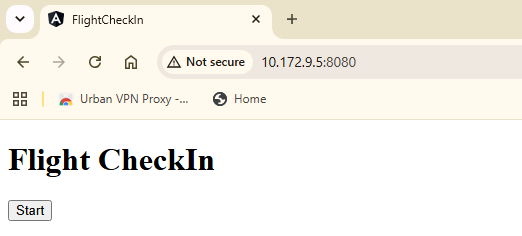 FlightCheckIn
Not secure 10.172.9.5:8080
Urban VPN Proxy -... Home
Flight CheckIn
Start